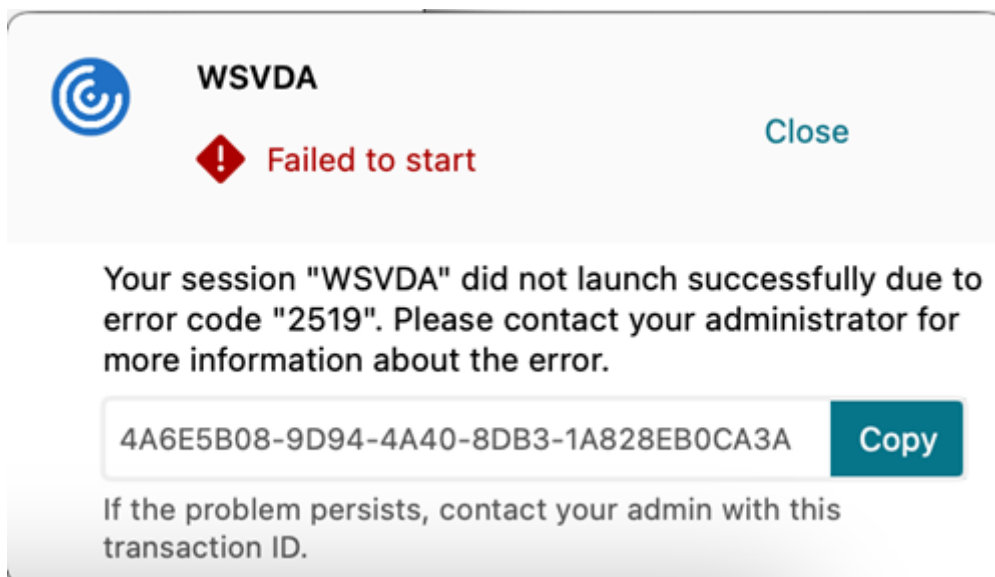 WSVDA
Close
Failed to start
Your session "WSVDA" did not launch successfully due to
error code "2519". Please contact your administrator for
more information about the error.
4A6E5B08-9D94-4A40-8DB3-1A828EB0CA3A
Copy
If the problem persists, contact your admin with this
transaction ID.